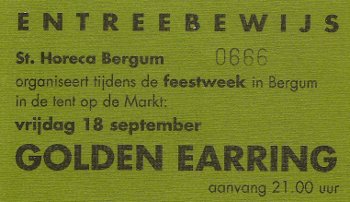 ENTREEBEWIJS
St. Horeca Bergum 0666
organiseert tijdens de feestweek in Bergum
in de tent op de Markt:
vrijdag 18 september
GOLDEN EARRING
aanvang 21.00 uur